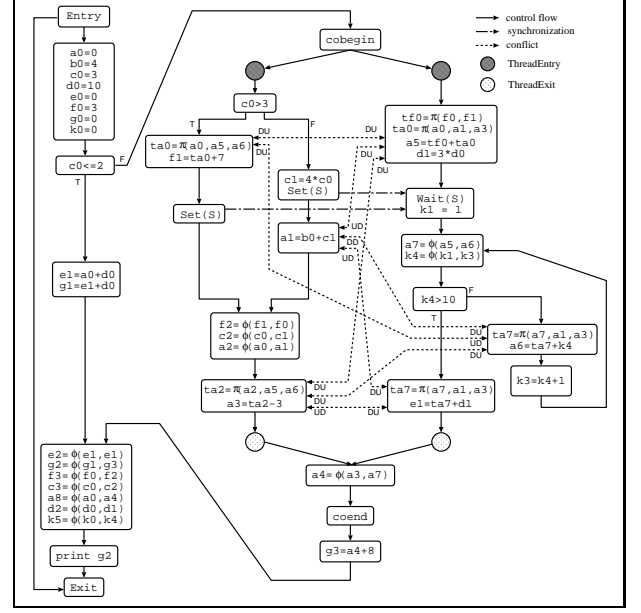 Entry
a0=0
b0=4
c0=3
d0=10
e0=0
f0=3
g0=0
k0=0
c0<=2
F
T
e1=a0+d0
g1=e1+d0
e2=ϕ(e1,e1)
g2=ϕ(g1,g3)
f3=ϕ(f0,f2)
c3=ϕ(c0,c2)
a8=ϕ(a0,a4)
d2=ϕ(d0,d1)
k5=ϕ(k0,k4)
print g2
Exit
cobegin
control flow
synchronization
conflict
ThreadEntry
ThreadExit
c0>3
T
F
ta0=π(a0,a5,a6)
f1=ta0+7
DU
DU
DU
DU
DU
c1=4*c0
Set(S)
Set(S)
a1=b0+c1
UD
DD
UD
f2=ϕ(f1,f0)
c2=ϕ(c0,c1)
a2=ϕ(a0,a1)
ta2=π(a2,a5,a6)
a3=ta2-3
DU
DU
UD
DU
DU
tf0=π(f0,f1)
ta0=π(a0,a1,a3)
a5=tf0+ta0
d1=3*d0
Wait(S)
k1 = 1
a7=ϕ(a5,a6)
k4=ϕ(k1,k3)
k4>10
F
T
DU
UD
DU
ta7=π(a7,a1,a3)
a6=ta7+k4
k3=k4+1
ta7=π(a7,a1,a3)
e1=ta7+d1
a4=ϕ(a3,a7)
coend
g3=a4+8